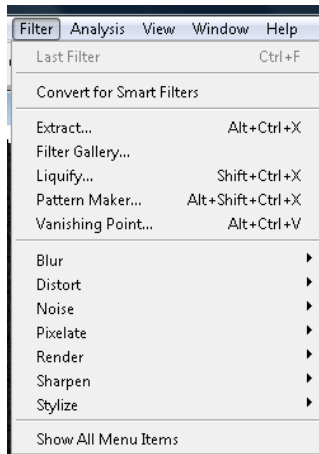 Filter Analysis View Window Help
Last Filter Ctrl+F
Convert for Smart Filters
Extract... Alt+Ctrl+X
Filter Gallery...
Liquify... Shift+Ctrl+X
Pattern Maker... Alt+Shift+Ctrl+X
Vanishing Point... Alt+Ctrl+V
Blur
Distort
Noise
Pixelate
Render
Sharpen
Stylize
Show All Menu Items